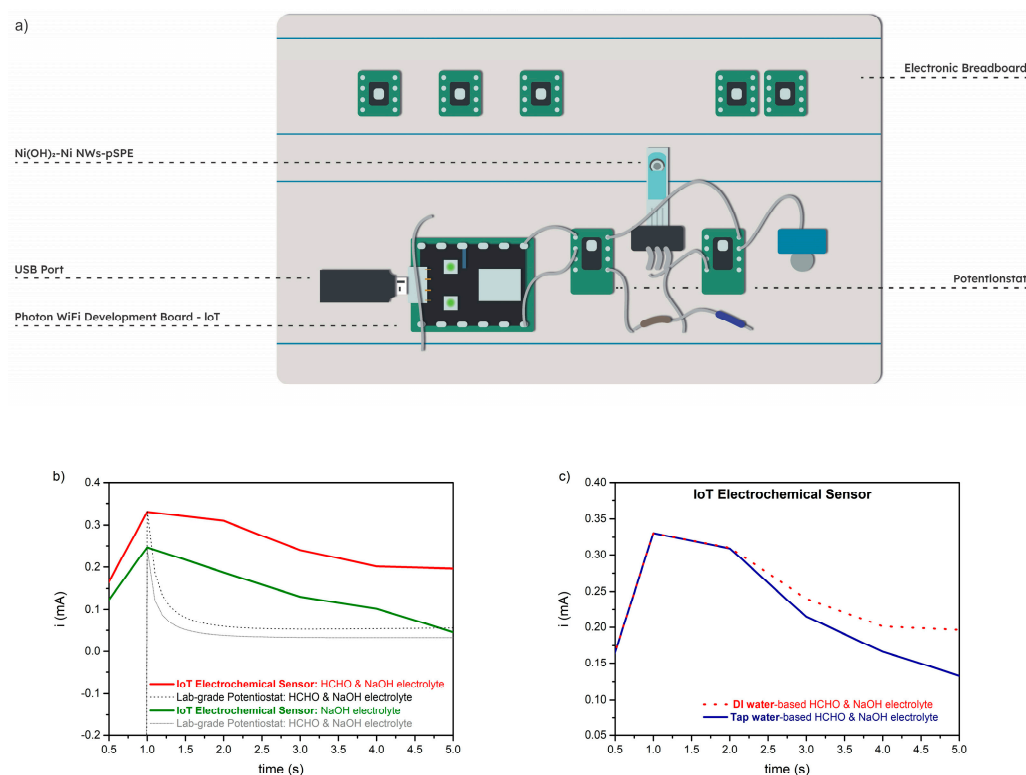 a)
Electronic Breadboard
Ni(OH)₂-Ni NWs-pSPE
USB Port
Potentionstat
Photon WiFi Development Board - IoT
b)
0.4
0.3
0.2
0.1
0.0
-0.1
-0.2
i (mA)
IoT Electrochemical Sensor: HCHO & NaOH electrolyte
Lab-grade Potentiostat: HCHO & NaOH electrolyte
IoT Electrochemical Sensor: NaOH electrolyte
Lab-grade Potentiostat: HCHO & NaOH electrolyte
0.5 1.0 1.5 2.0 2.5 3.0 3.5 4.0 4.5 5.0
time (s)
c)
IoT Electrochemical Sensor
0.40
0.35
0.30
0.25
0.20
0.15
0.10
0.05
0.00
i (mA)
DI water-based HCHO & NaOH electrolyte
Tap water-based HCHO & NaOH electrolyte
0.5 1.0 1.5 2.0 2.5 3.0 3.5 4.0 4.5 5.0
time (s)